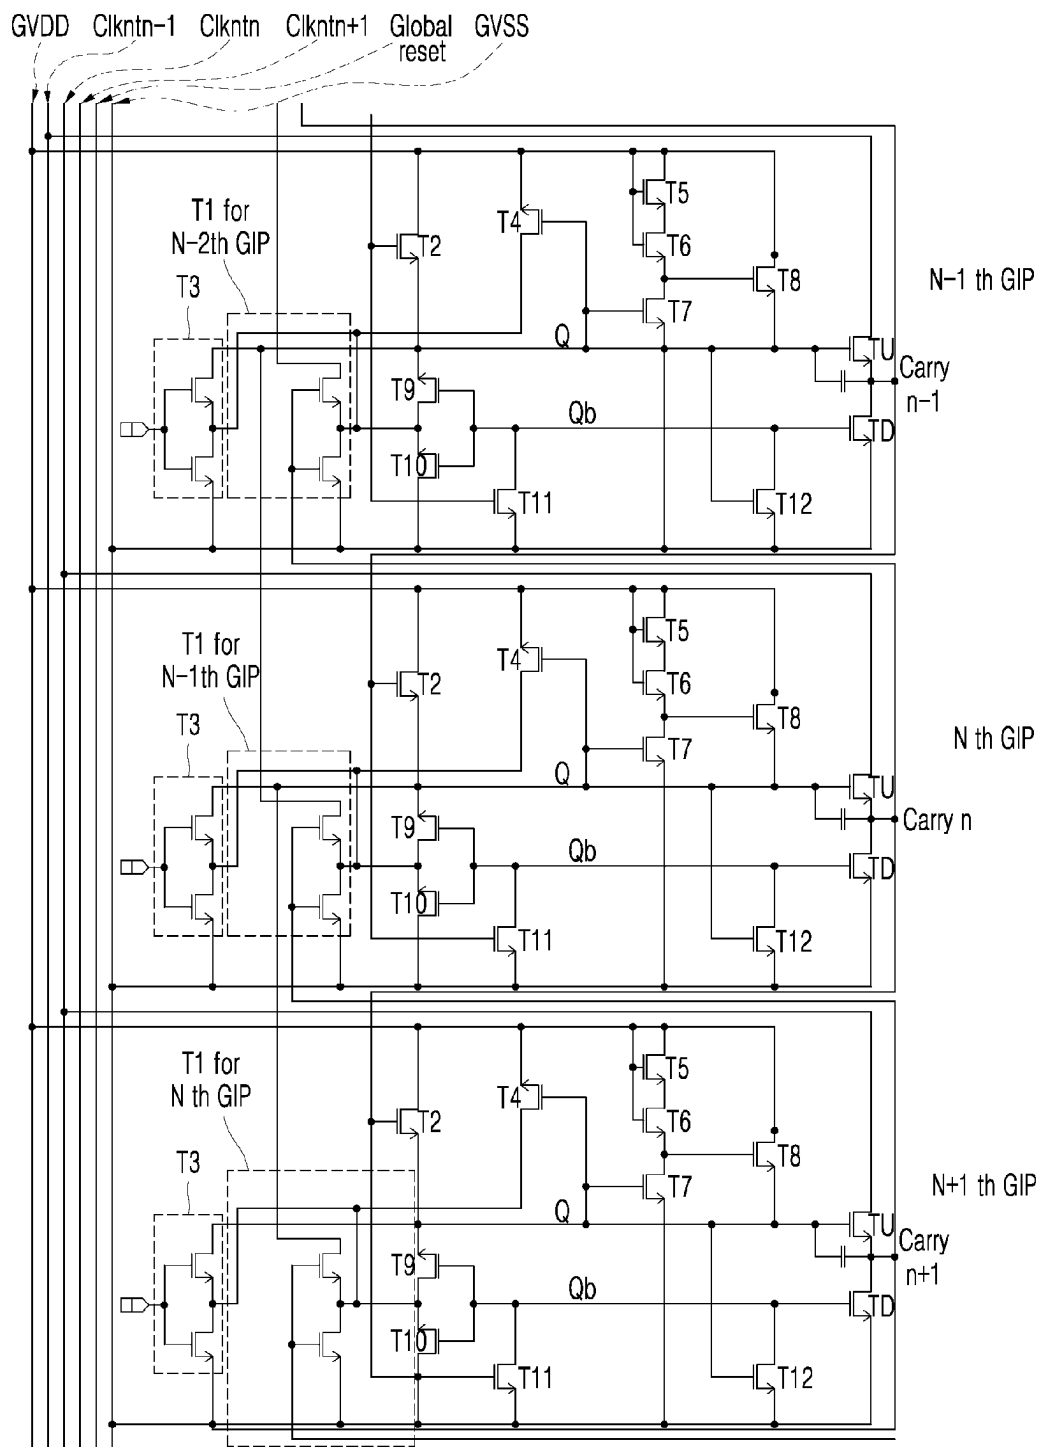 GVDD Clkntn-1 Clkntn Clkntn+1 Global reset GVSS
T1 for
N-2th GIP
T3
T2
T4
T5
T6
T7
T8
N-1 th GIP
Q
TU
Carry
n-1
T9
T10
Qb
TD
T11
T12
T1 for
N-1th GIP
T3
T2
T4
T5
T6
T7
T8
N th GIP
Q
TU
Carry n
T9
T10
Qb
TD
T11
T12
T1 for
N th GIP
T3
T2
T4
T5
T6
T7
T8
N+1 th GIP
Q
TU
Carry
n+1
T9
T10
Qb
TD
T11
T12